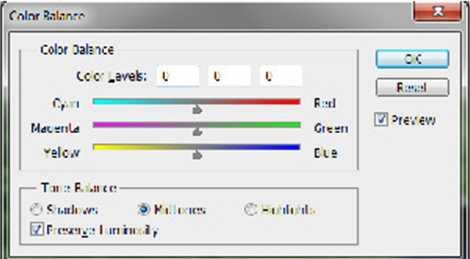 Color Balance
Color Balance
Color Levels: 0 0 0
Cyan Red
Magenta Green
Yellow Blue
OK
Reset
Preview
Tone Balance
Shadows Midtones Highlights
Preserve Luminosity